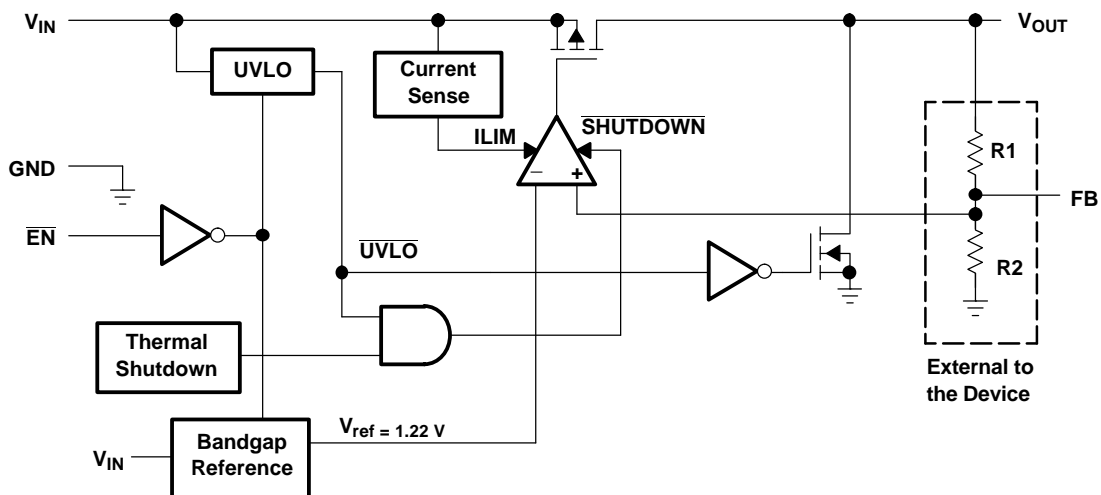 VIN
VOUT
UVLO
Current
Sense
SHUTDOWN
ILIM
R1
GND
FB
EN
UVLO
R2
Thermal
Shutdown
External to
the Device
Vref = 1.22 V
Bandgap
Reference
VIN